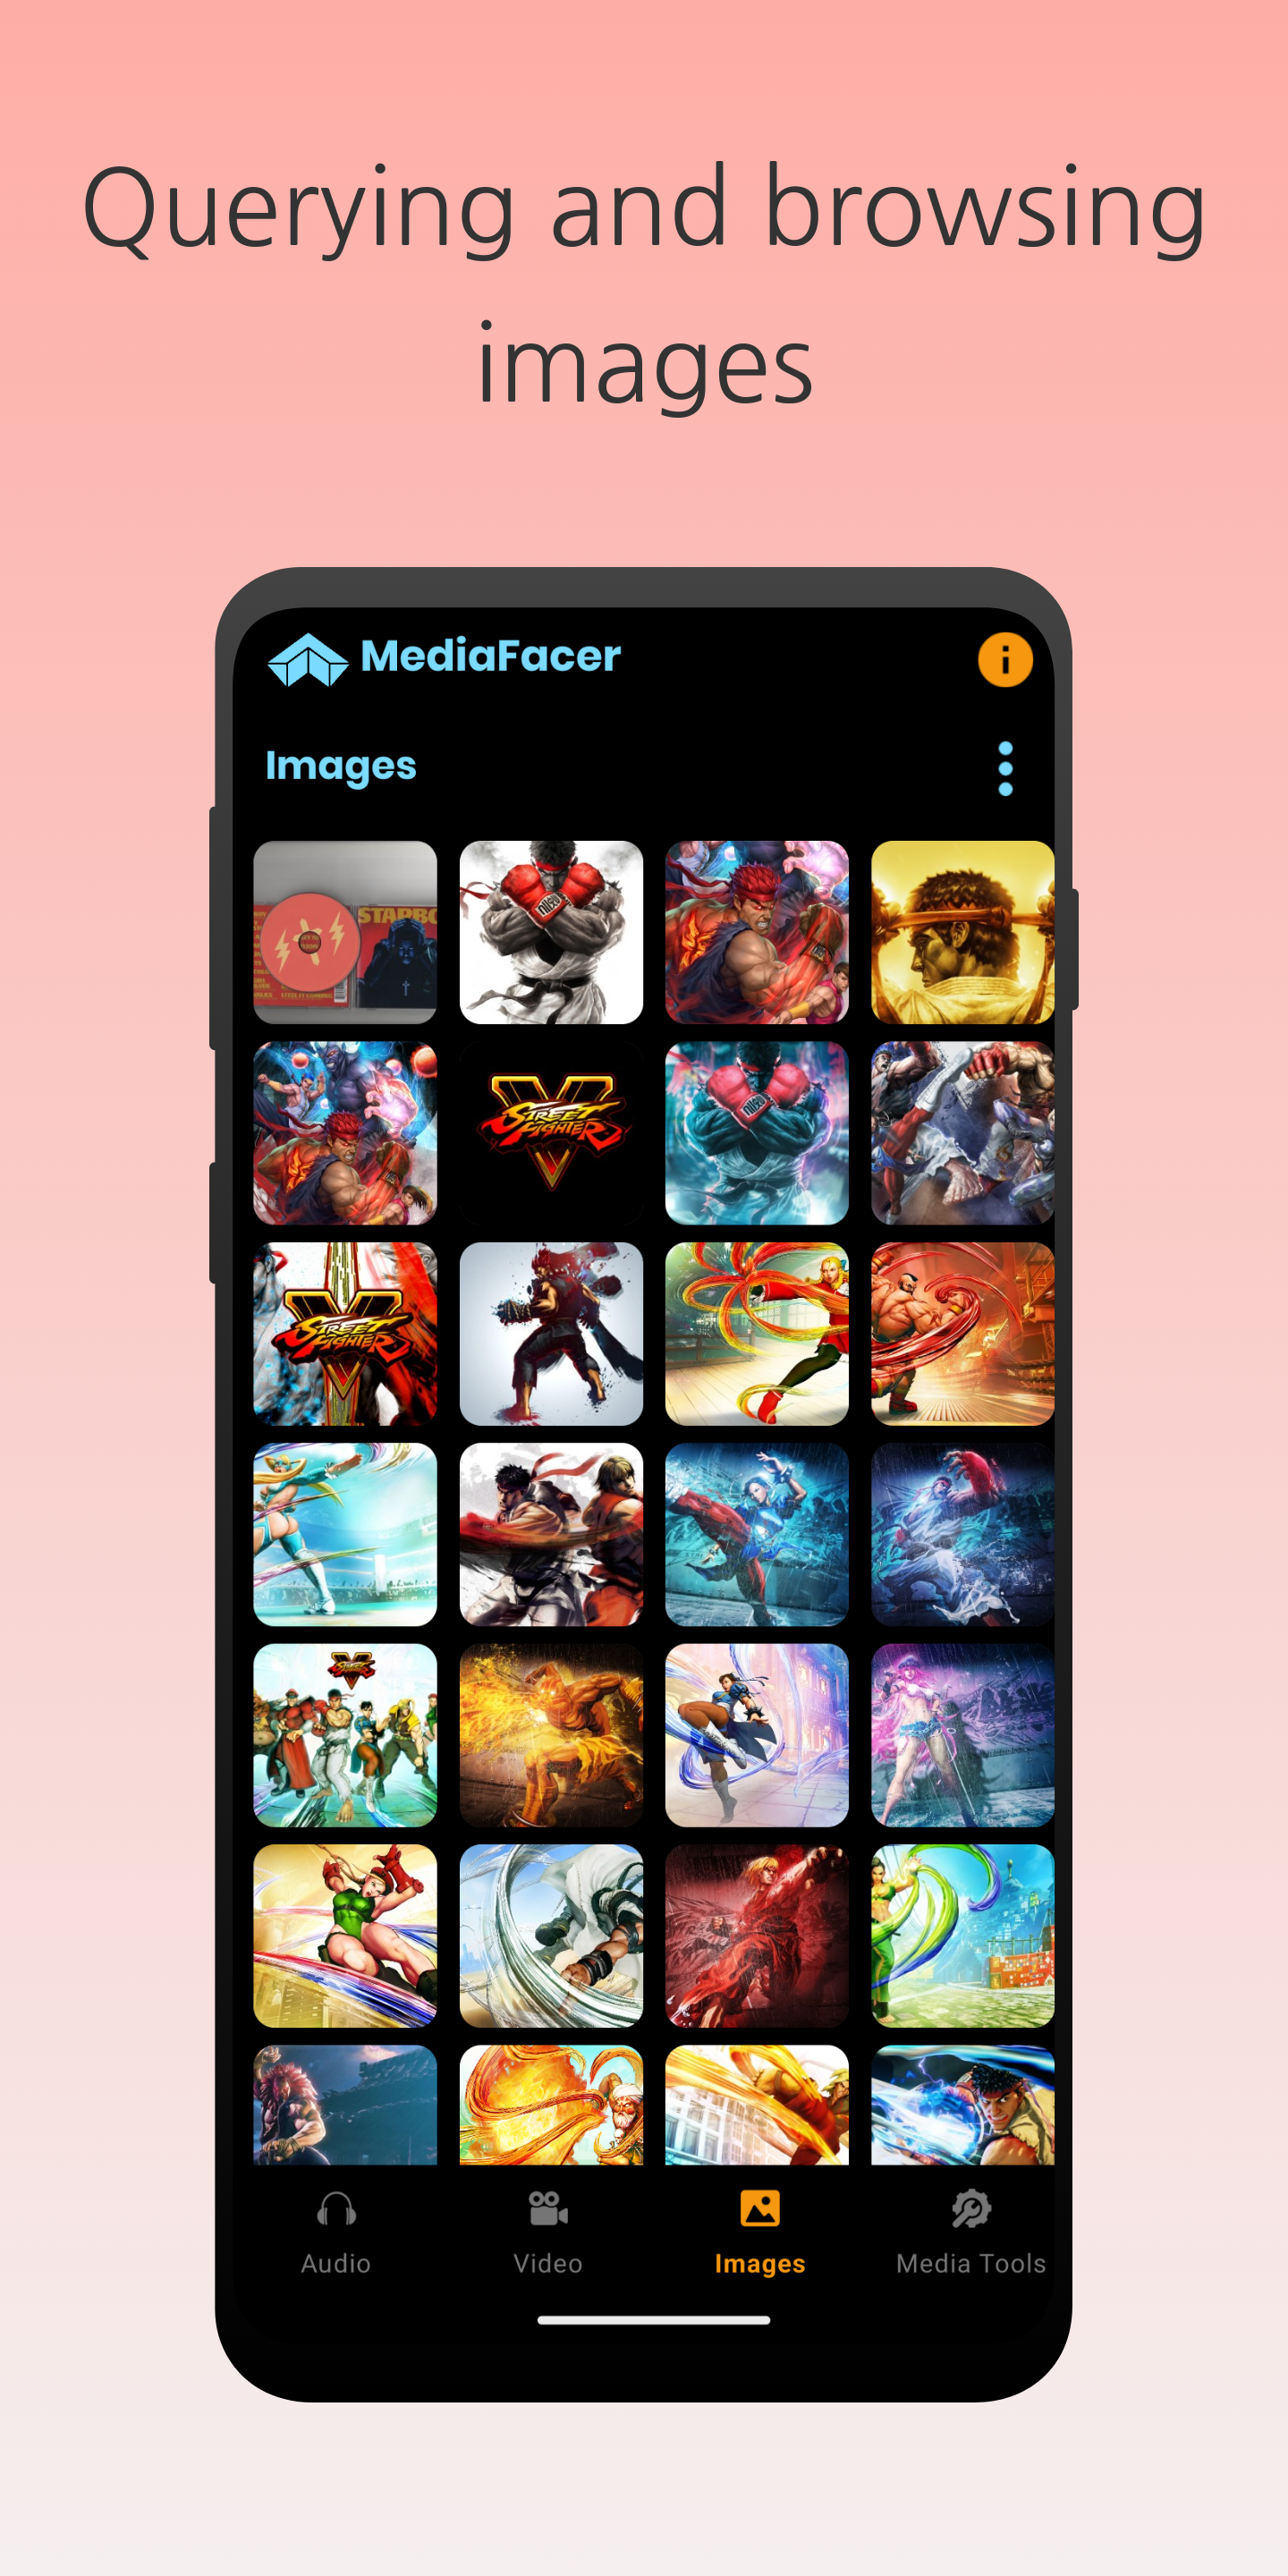 Querying and browsing
images
MediaFacer
i
Images
STARBO
STREET
FIGHTER
V
STREET
FIGHTER
V
Audio
Video
Images
Media Tools